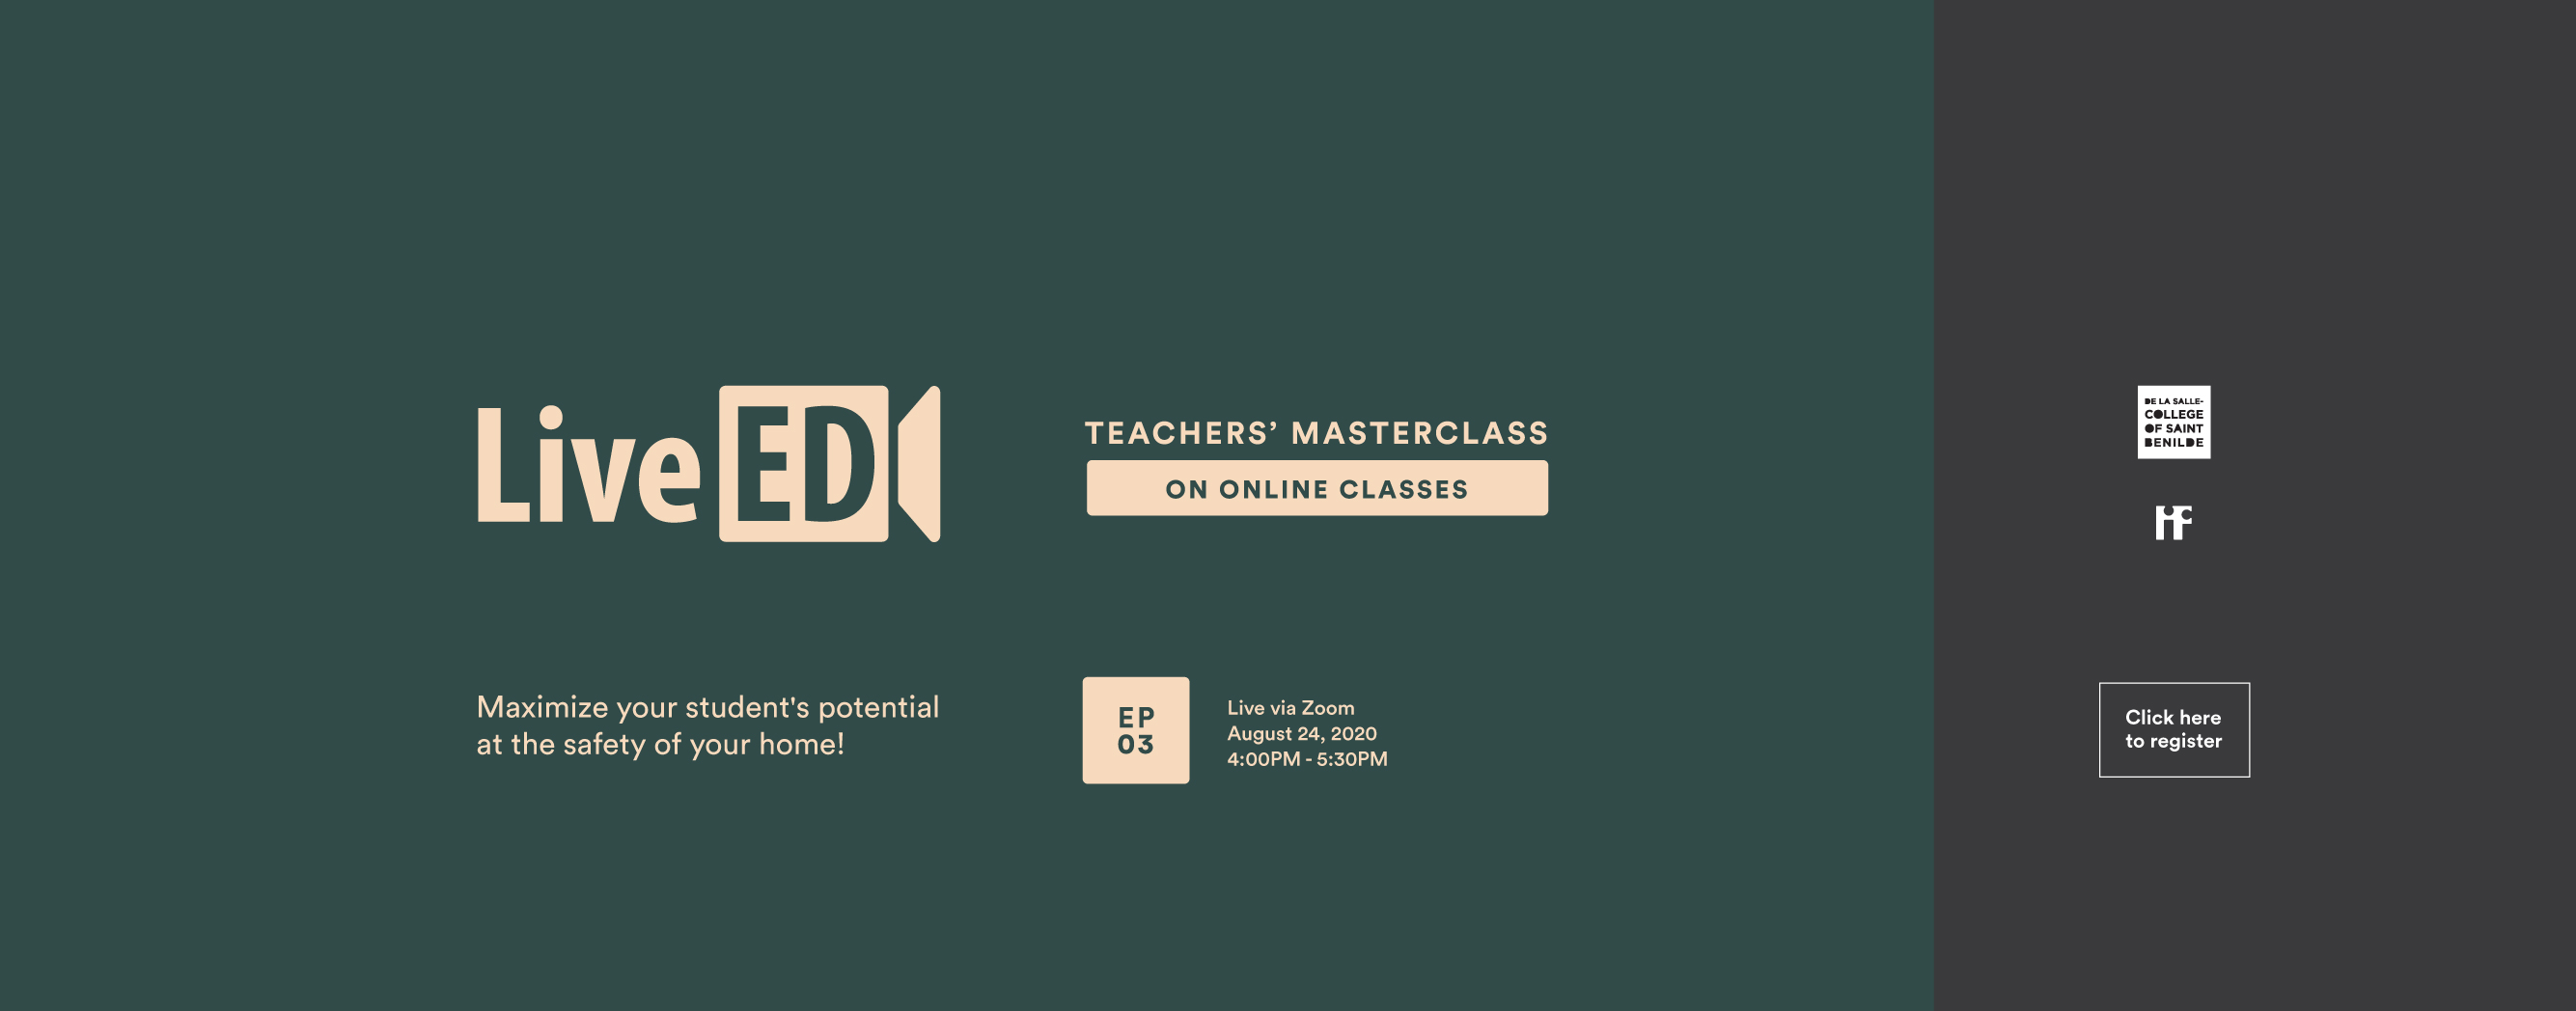 Live ED
TEACHERS’ MASTERCLASS
ON ONLINE CLASSES
Maximize your student's potential
at the safety of your home!
EP
03
Live via Zoom
August 24, 2020
4:00PM - 5:30PM
DE LA SALLE-
COLLEGE
OF SAINT
BENILDE
Click here
to register